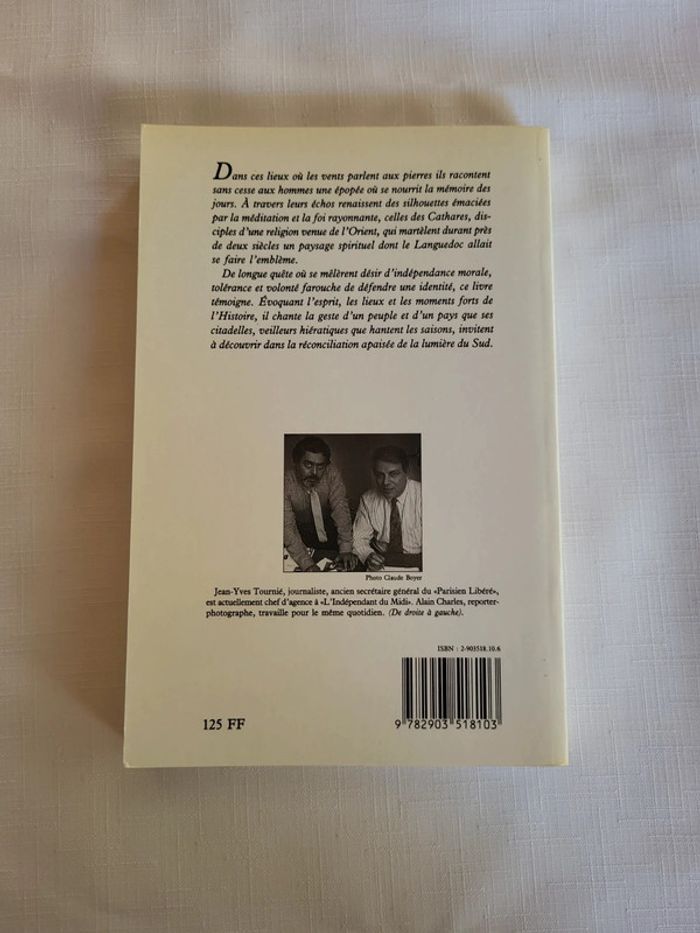 Dans ces lieux où les vents parlent aux pierres ils racontent
sans cesse aux hommes une épopée où se nourrit la mémoire des
jours. À travers leurs échos renaissent des silhouettes émaciées
par la méditation et la foi rayonnante, celles des Cathares, dis-
ciples d'une religion venue de l'Orient, qui martèlent durant près
de deux siècles un paysage spirituel dont le Languedoc allait
se faire l'emblème.
De longue quête où se mêlèrent désir d'indépendance morale,
tolérance et volonté farouche de défendre une identité, ce livre
témoigne. Évoquant l'esprit, les lieux et les moments forts de
l'Histoire, il chante la geste d'un peuple et d'un pays que ses
citadelles, veilleurs hiératiques que hantent les saisons, invitent
à découvrir dans la réconciliation apaisée de la lumière du Sud.
Photo Claude Boyer
Jean-Yves Tournié, journaliste, ancien secrétaire général du «Parisien Libéré»,
est actuellement chef d'agence à «L'Indépendant du Midi». Alain Charles, reporter-
photographe, travaille pour le même quotidien. (De droite à gauche).
ISBN : 2-903518.10.6
125 FF
9 782903 518103